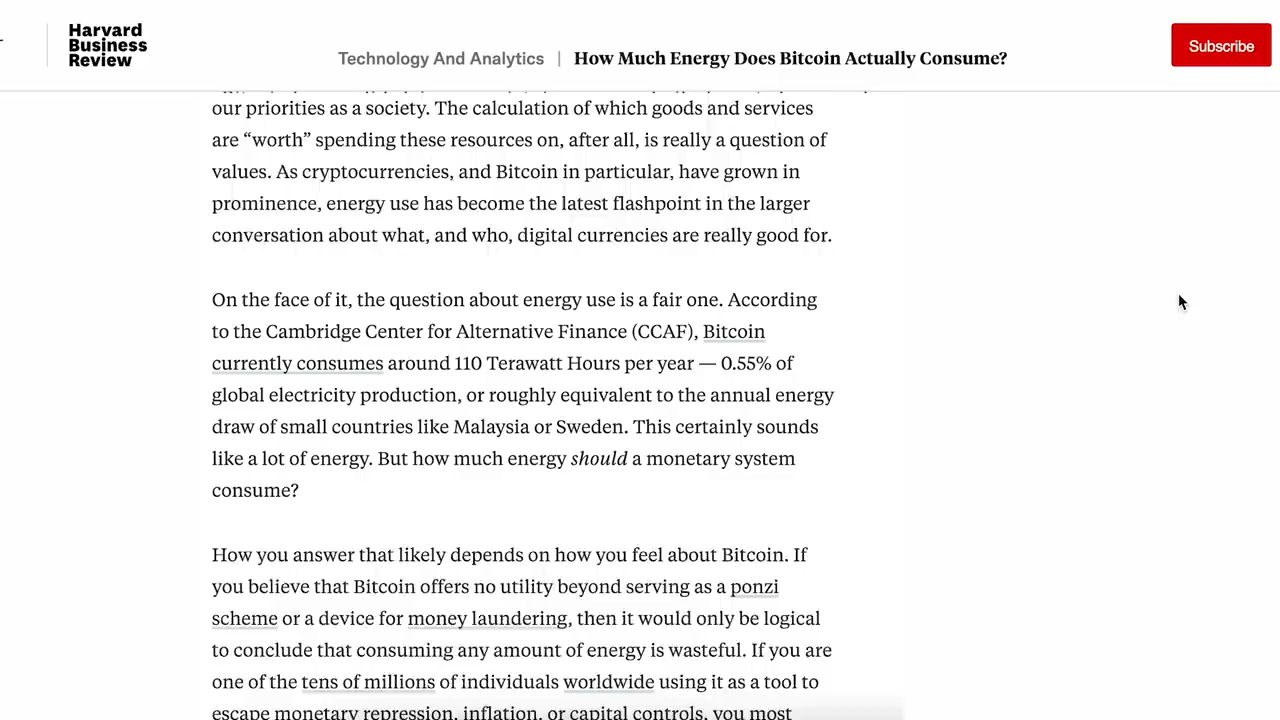 Harvard
Business
Review
Technology And Analytics | How Much Energy Does Bitcoin Actually Consume?
Subscribe
our priorities as a society. The calculation of which goods and services
are “worth” spending these resources on, after all, is really a question of
values. As cryptocurrencies, and Bitcoin in particular, have grown in
prominence, energy use has become the latest flashpoint in the larger
conversation about what, and who, digital currencies are really good for.
On the face of it, the question about energy use is a fair one. According
to the Cambridge Center for Alternative Finance (CCAF), Bitcoin
currently consumes around 110 Terawatt Hours per year — 0.55% of
global electricity production, or roughly equivalent to the annual energy
draw of small countries like Malaysia or Sweden. This certainly sounds
like a lot of energy. But how much energy should a monetary system
consume?
How you answer that likely depends on how you feel about Bitcoin. If
you believe that Bitcoin offers no utility beyond serving as a ponzi
scheme or a device for money laundering, then it would only be logical
to conclude that consuming any amount of energy is wasteful. If you are
one of the tens of millions of individuals worldwide using it as a tool to
escape monetary repression, inflation, or capital controls, you most